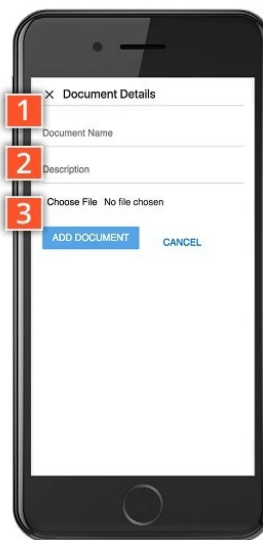 × Document Details
1
Document Name
2
Description
3
Choose File No file chosen
ADD DOCUMENT CANCEL